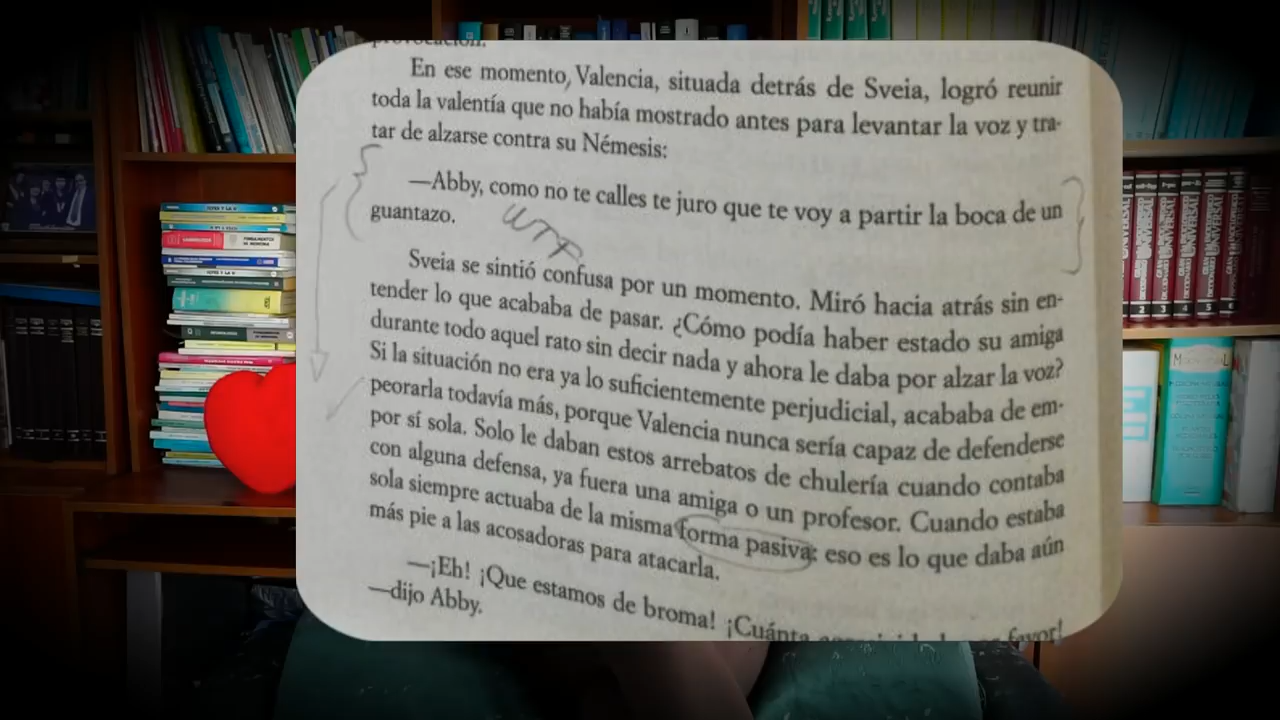 provocación.
En ese momento, Valencia, situada detrás de Sveia, logró reunir
toda la valentía que no había mostrado antes para levantar la voz y tra-
tar de alzarse contra su Némesis:
—Abby, como no te calles te juro que te voy a partir la boca de un
guantazo.
Sveia se sintió confusa por un momento. Miró hacia atrás sin en-
tender lo que acababa de pasar. ¿Cómo podía haber estado su amiga
durante todo aquel rato sin decir nada y ahora le daba por alzar la voz?
Si la situación no era ya lo suficientemente perjudicial, acababa de em-
peorarla todavía más, porque Valencia nunca sería capaz de defenderse
por sí sola. Solo le daban estos arrebatos de chulería cuando contaba
con alguna defensa, ya fuera una amiga o un profesor. Cuando estaba
sola siempre actuaba de la misma forma pasiva: eso es lo que daba aún
más pie a las acosadoras para atacarla.
—¡Eh! ¡Que estamos de broma! ¡Cuánta favor!
—dijo Abby.